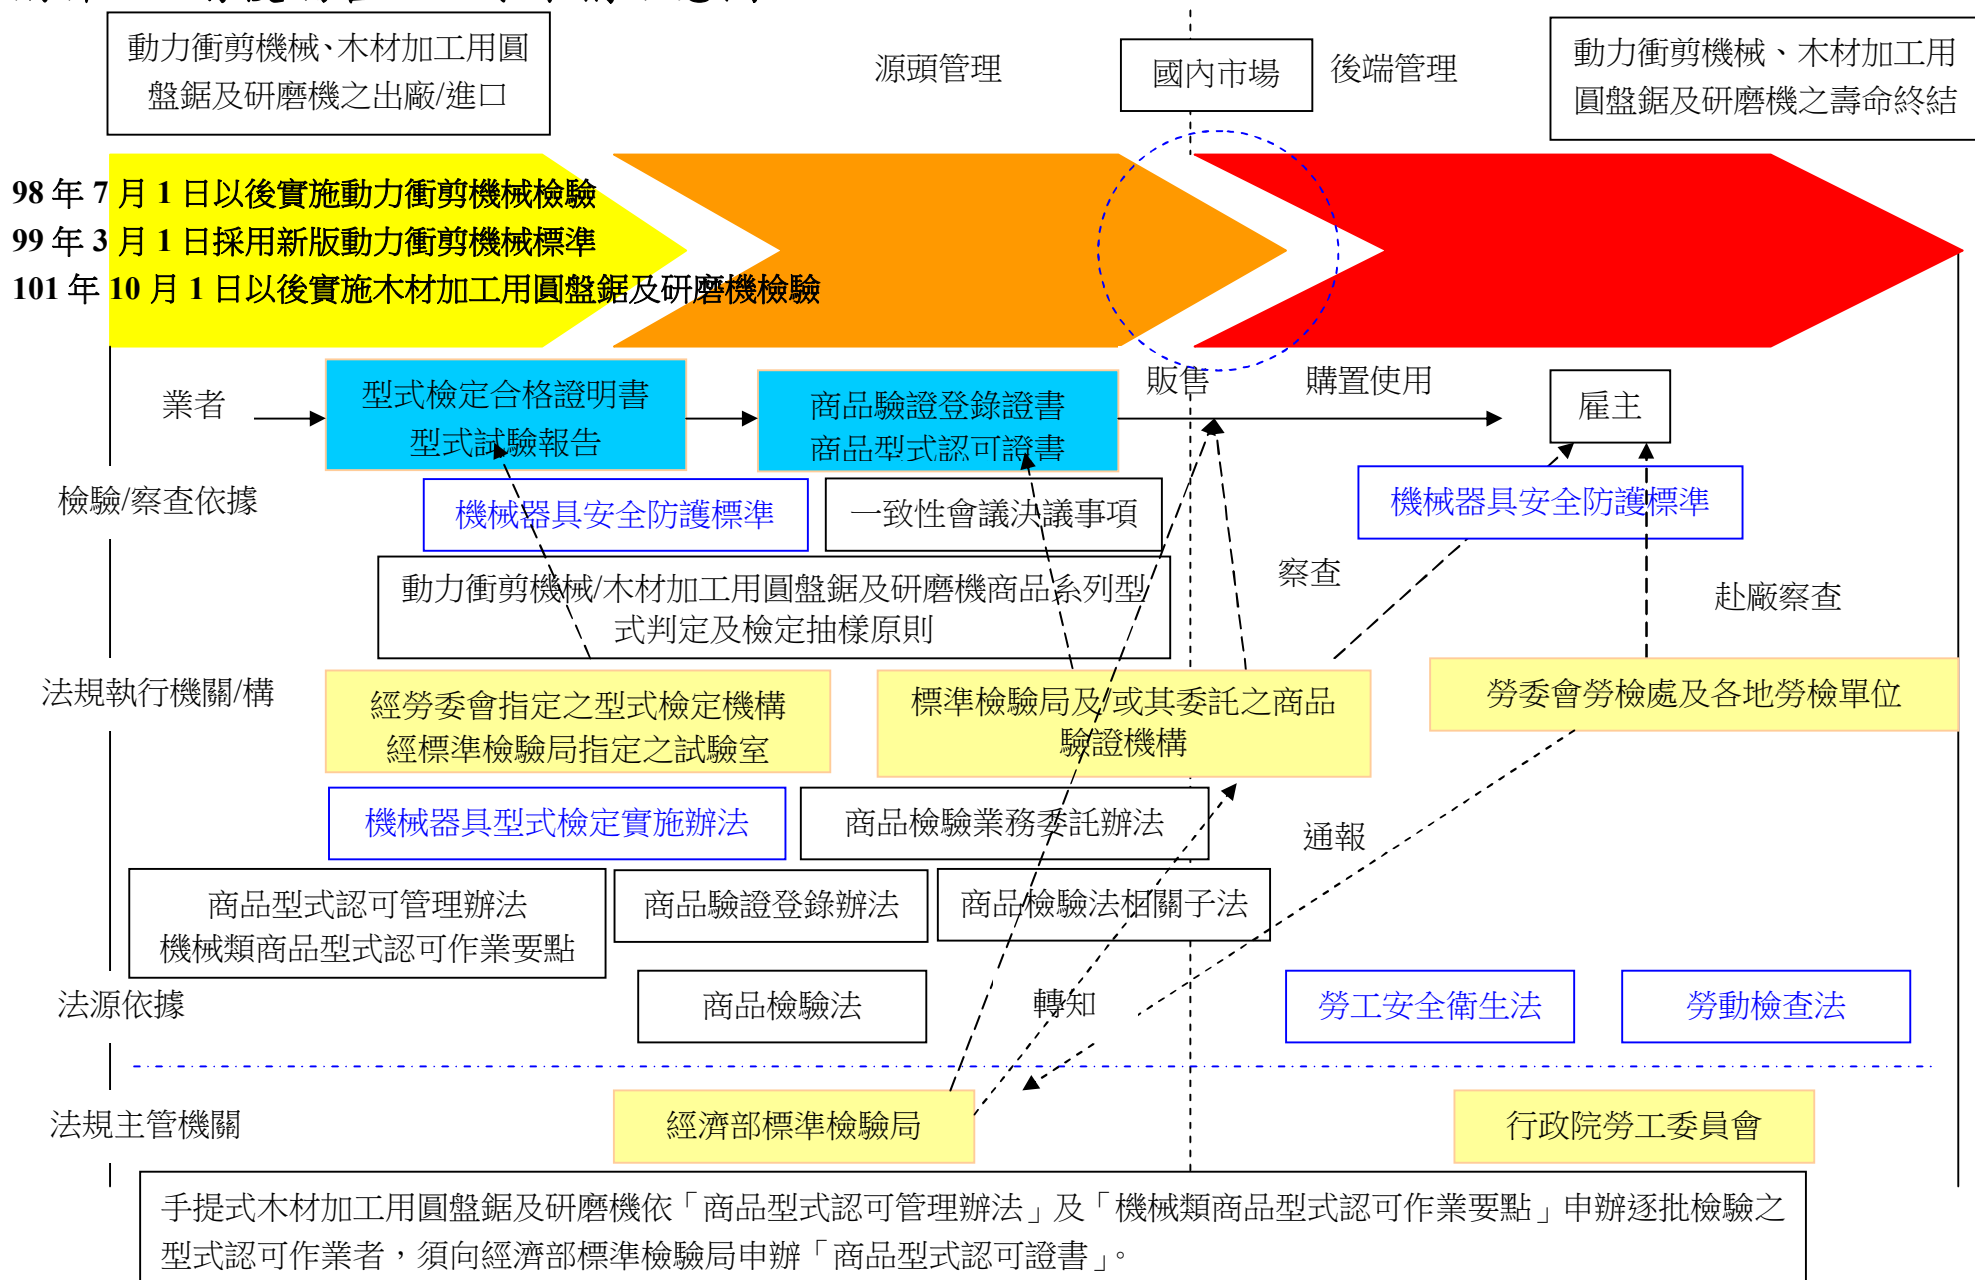 動力衝剪機械、木材加工用圓
盤鋸及研磨機之出廠/進口
源頭管理
國內市場
後端管理
動力衝剪機械、木材加工用
圓盤鋸及研磨機之壽命終結
98 年 7 月 1 日以後實施動力衝剪機械檢驗
99 年 3 月 1 日採用新版動力衝剪機械標準
101 年 10 月 1 日以後實施木材加工用圓盤鋸及研磨機檢驗
業者
型式檢定合格證明書
型式試驗報告
商品驗證登錄證書
商品型式認可證書
販售
購置使用
雇主
檢驗/察查依據
機械器具安全防護標準
一致性會議決議事項
機械器具安全防護標準
動力衝剪機械/木材加工用圓盤鋸及研磨機商品系列型
式判定及檢定抽樣原則
察查
赴廠察查
法規執行機關/構
經勞委會指定之型式檢定機構
經標準檢驗局指定之試驗室
標準檢驗局及/或其委託之商品
驗證機構
勞委會勞檢處及各地勞檢單位
機械器具型式檢定實施辦法
商品檢驗業務委託辦法
通報
商品型式認可管理辦法
機械類商品型式認可作業要點
商品驗證登錄辦法
商品檢驗法相關子法
法源依據
商品檢驗法
轉知
勞工安全衛生法
勞動檢查法
法規主管機關
經濟部標準檢驗局
行政院勞工委員會
手提式木材加工用圓盤鋸及研磨機依「商品型式認可管理辦法」及「機械類商品型式認可作業要點」申辦逐批檢驗之
型式認可作業者，須向經濟部標準檢驗局申辦「商品型式認可證書」。